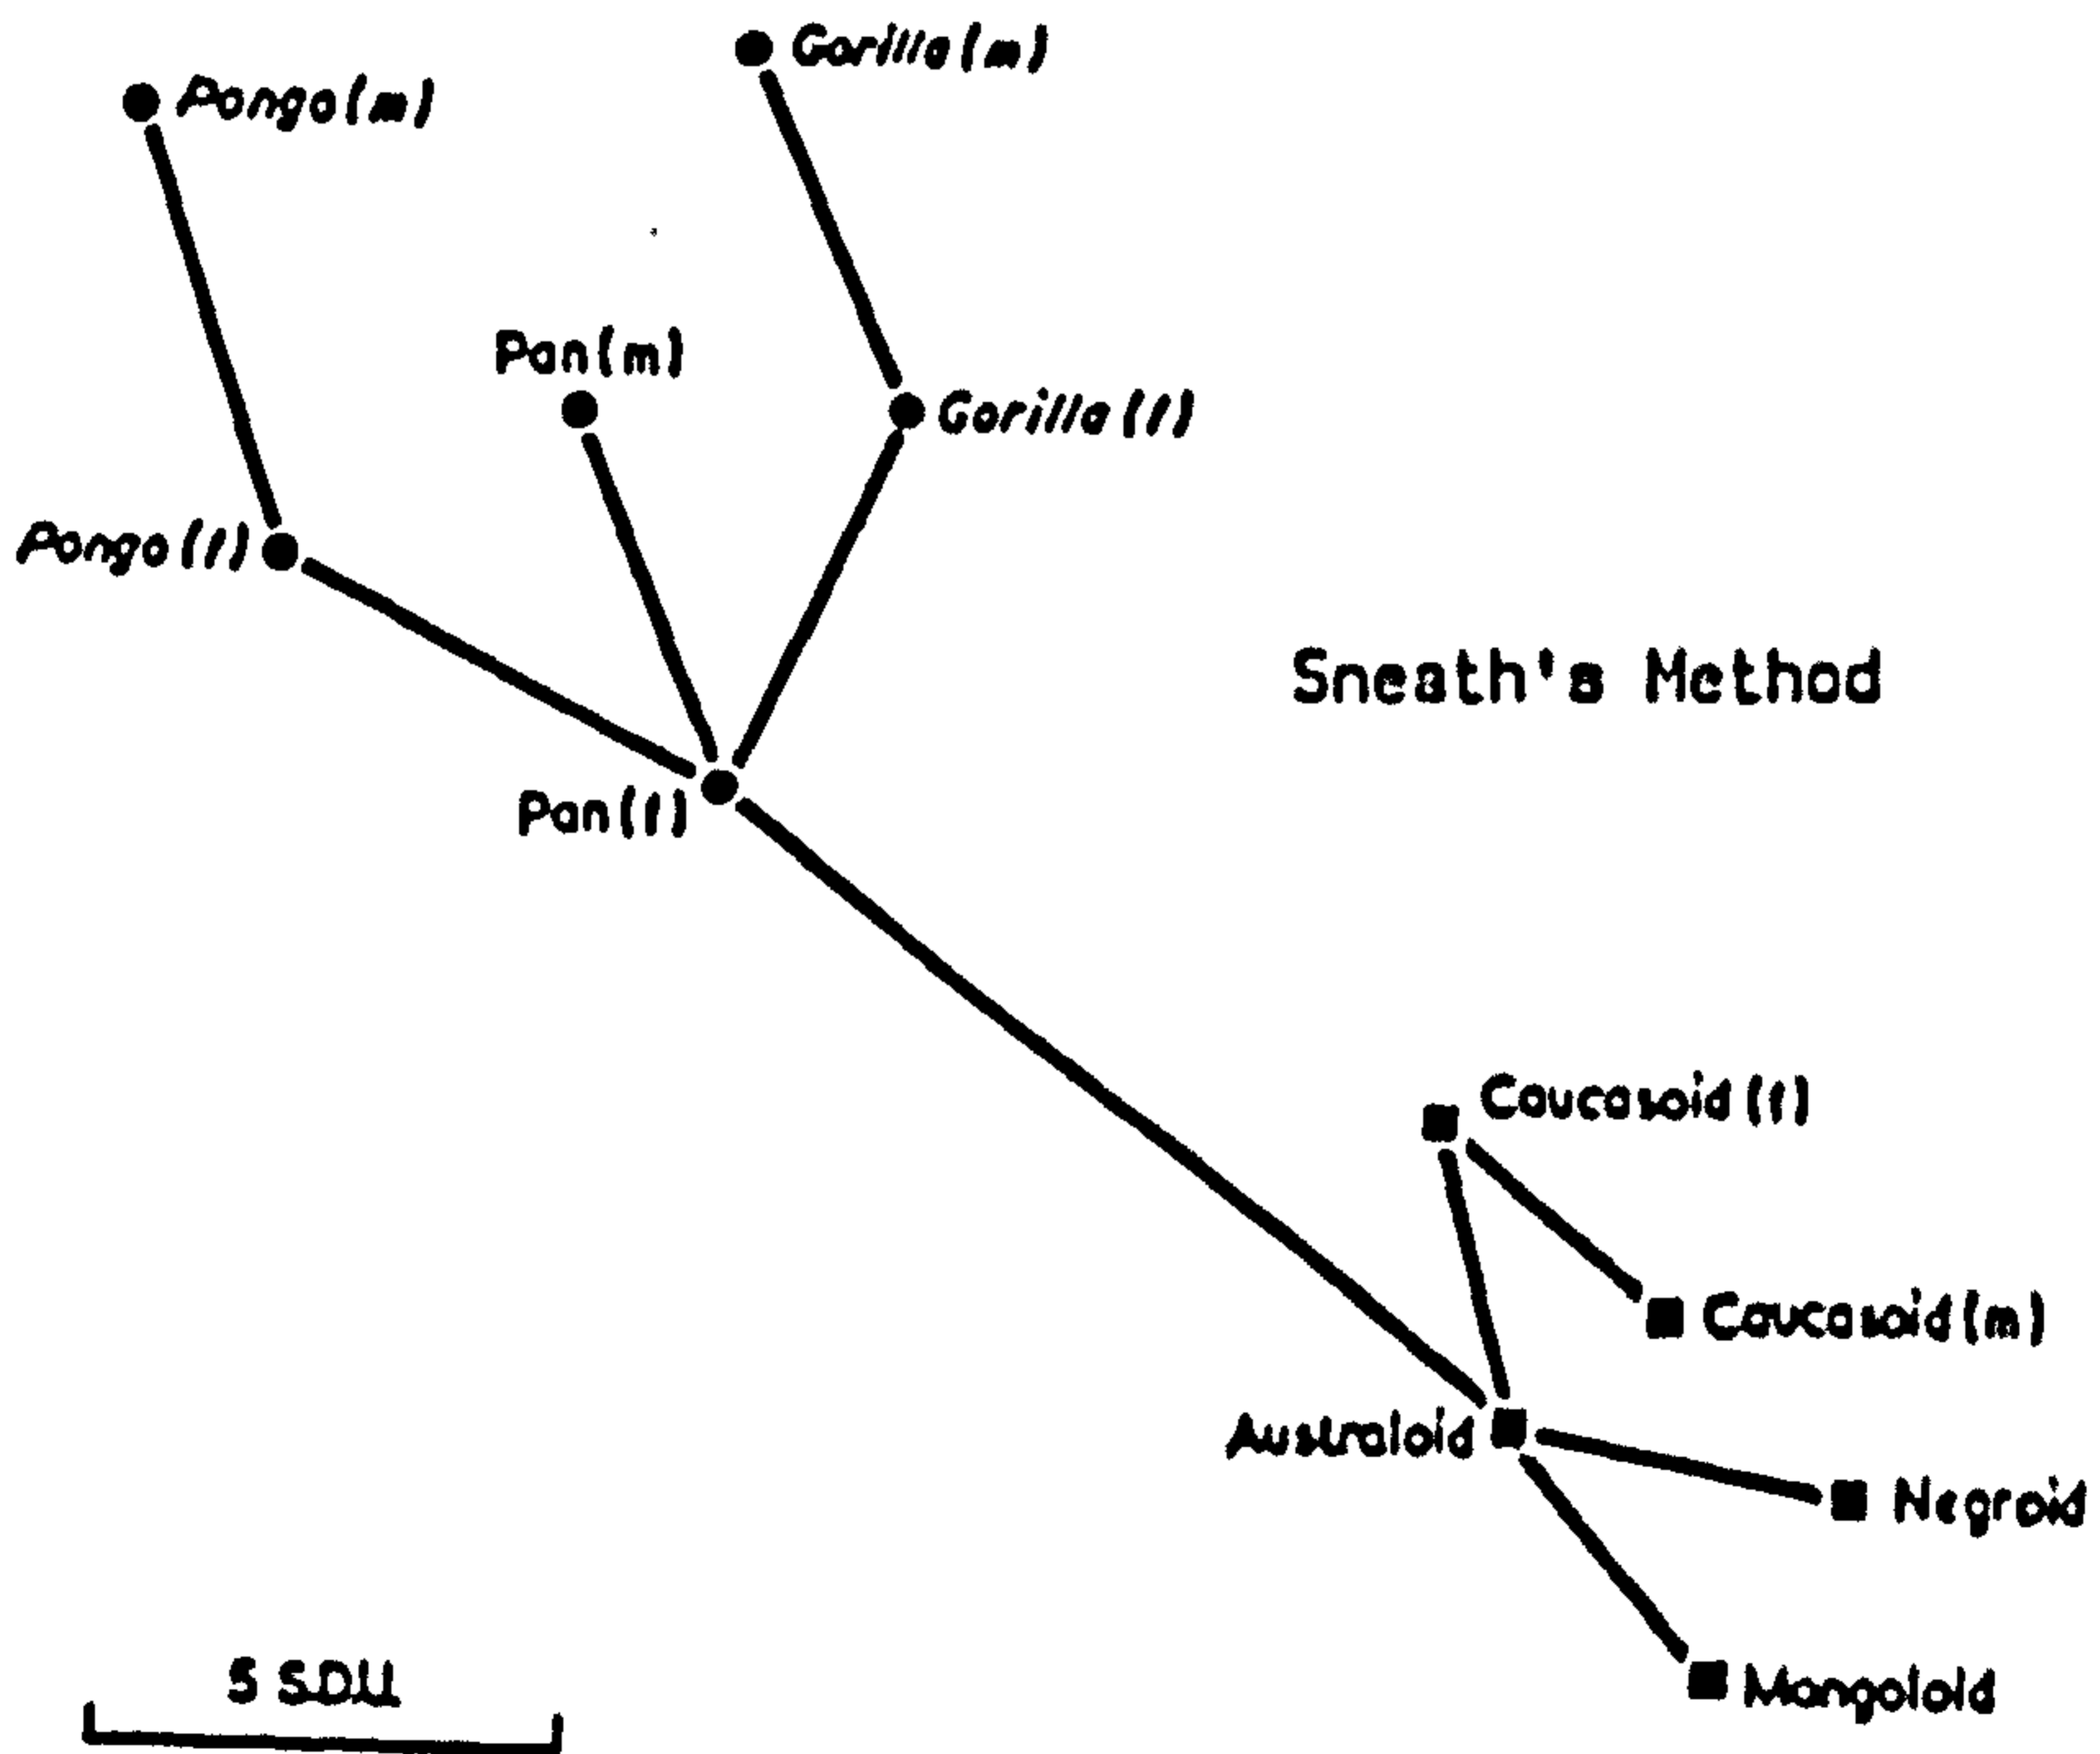 Gorilla (m)
Pongo (m)
Pan (m)
Gorilla (f)
Pongo (f)
Sneath's Method
Pan (f)
Caucasoid (f)
Caucasoid (m)
Australoid
Negroid
Mongoloid
5 SDU